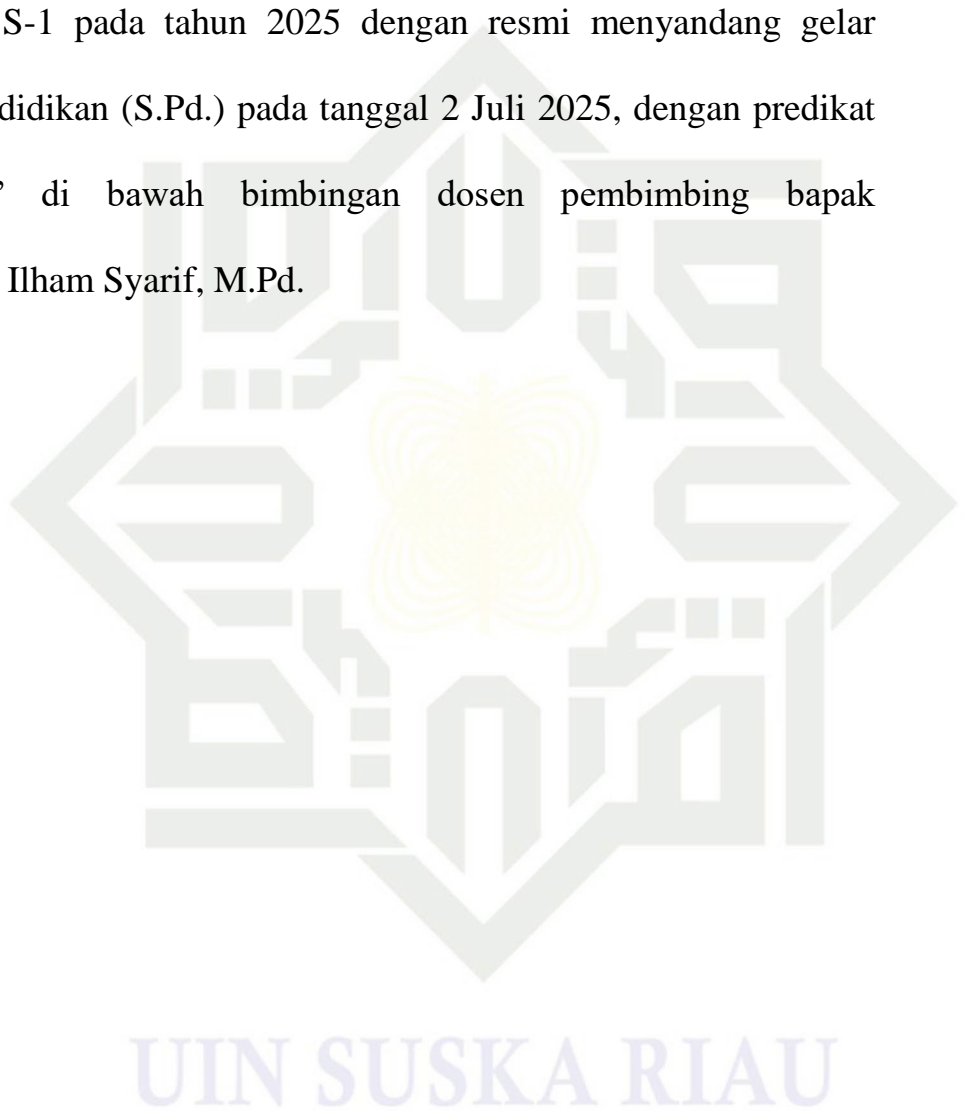 S-1 pada tahun 2025 dengan resmi menyandang gelar
didikan (S.Pd.) pada tanggal 2 Juli 2025, dengan predikat
” di bawah bimbingan dosen pembimbing bapak
Ilham Syarif, M.Pd.
UIN SUSKA RIAU